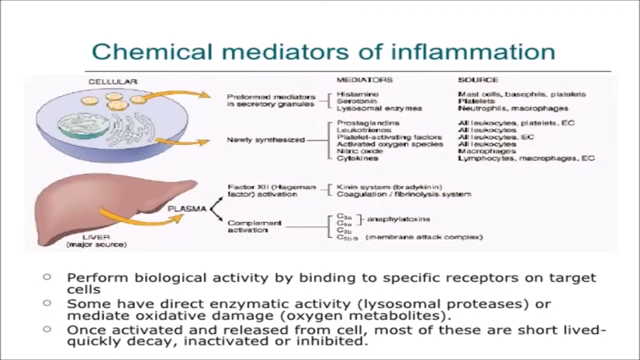 Chemical mediators of inflammation
CELLULAR
MEDIATORS
SOURCE
Preformed mediators
in secretory granules
Histamine
Serotonin
Lysosomal enzymes
Mast cells, basophils, platelets
Platelets
Neutrophils, macrophages
Newly synthesized
Prostaglandins
Leukotrienes
Platelet-activating factors
Activated oxygen species
Nitric oxide
Cytokines
All leukocytes, platelets, EC
All leukocytes
All leukocytes, EC
All leukocytes
Macrophages
Lymphocytes, macrophages, EC
Factor XII (Hageman
factor) activation
Kinin system (bradykinin)
Coagulation / fibrinolysis system
PLASMA
Complement
activation
C3a
C5a
anaphylatoxins
C3b
C5b-9 (membrane attack complex)
LIVER
(major source)
Perform biological activity by binding to specific receptors on target
cells
Some have direct enzymatic activity (lysosomal proteases) or
mediate oxidative damage (oxygen metabolites).
Once activated and released from cell, most of these are short lived-
quickly decay, inactivated or inhibited.